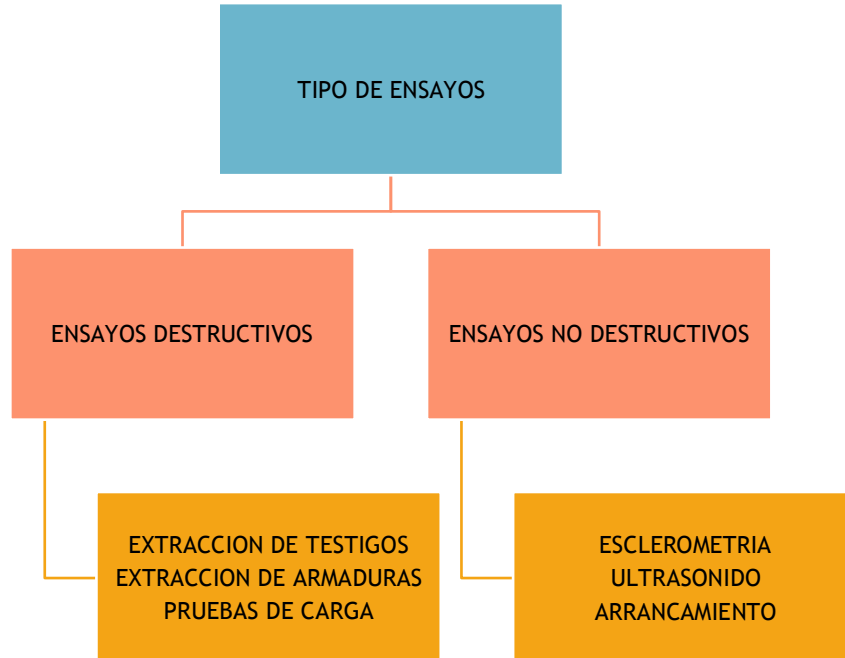 TIPO DE ENSAYOS
ENSAYOS DESTRUCTIVOS
ENSAYOS NO DESTRUCTIVOS
EXTRACCION DE TESTIGOS
EXTRACCION DE ARMADURAS
PRUEBAS DE CARGA
ESCLEROMETRIA
ULTRASONIDO
ARRANCAMIENTO